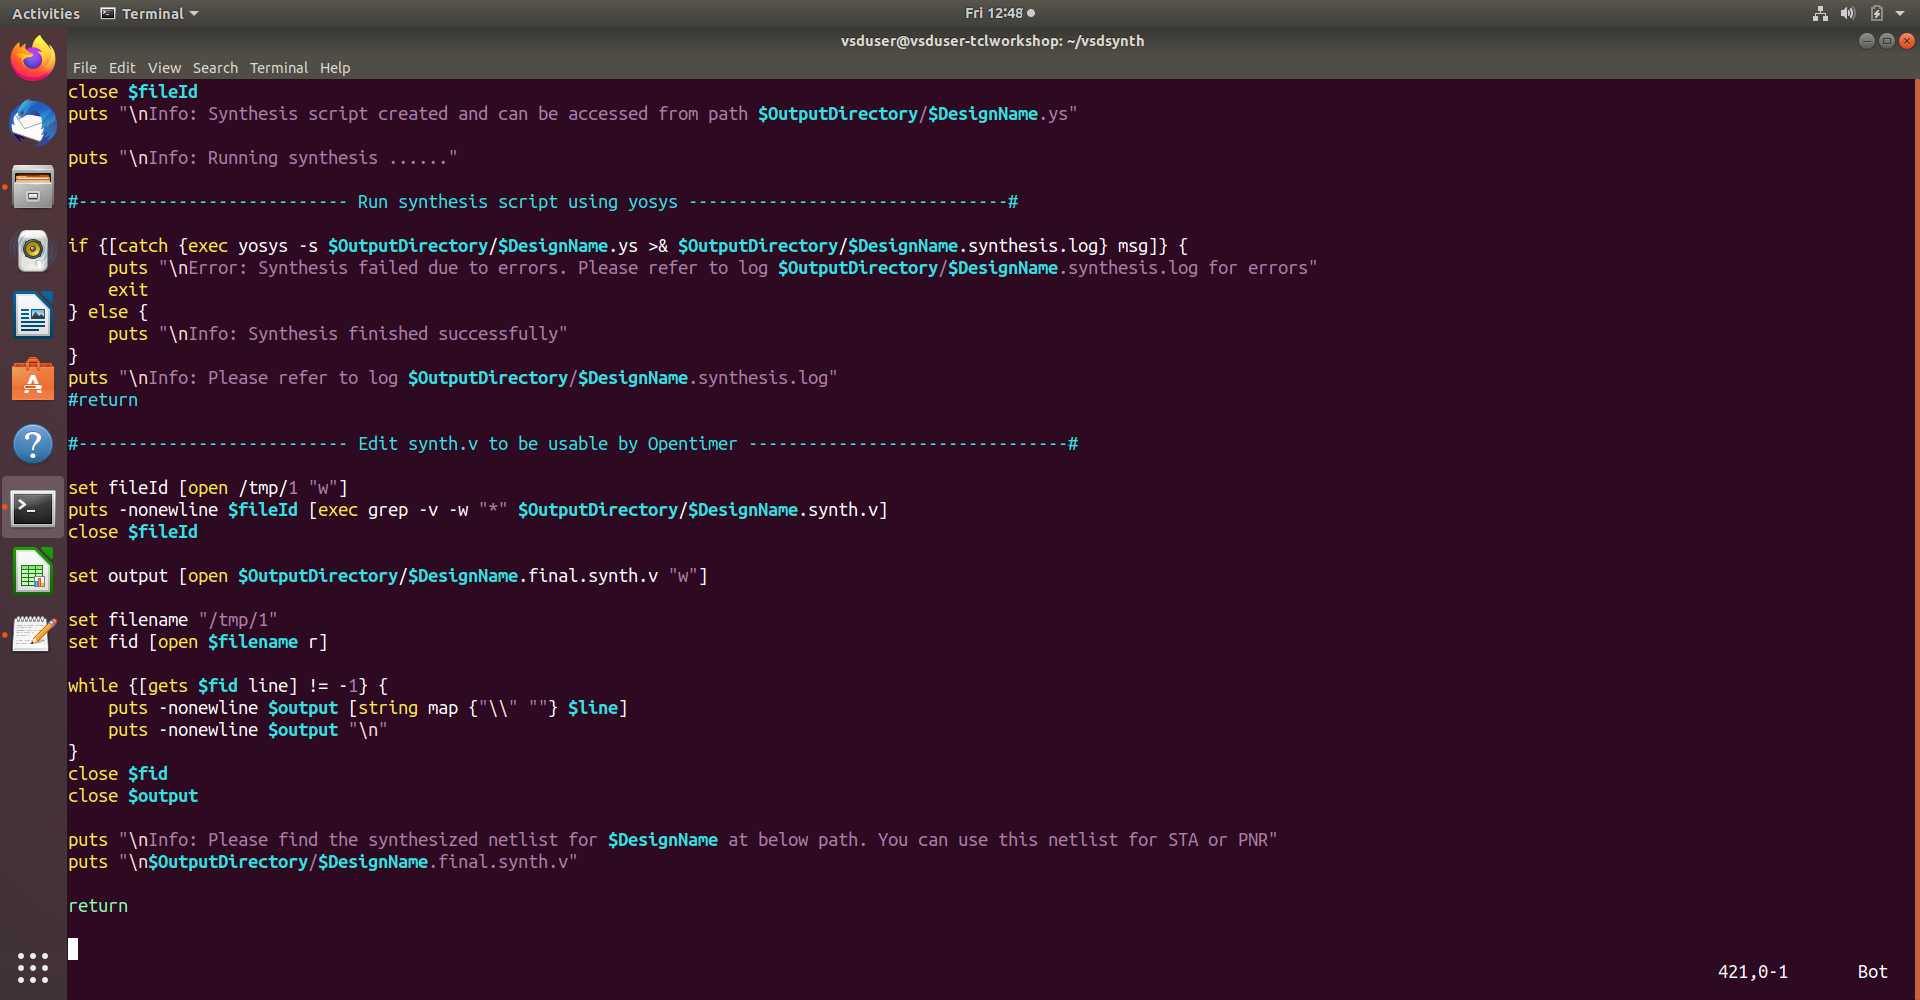 Activities Terminal Fri 12:48
vsduser@vsduser-tclworkshop: ~/vsdsynth
File Edit View Search Terminal Help
close $fileId
puts "\nInfo: Synthesis script created and can be accessed from path $OutputDirectory/$DesignName.ys"
puts "\nInfo: Running synthesis ......"
#--------------------------- Run synthesis script using yosys --------------------------------#
if {[catch {exec yosys -s $OutputDirectory/$DesignName.ys >& $OutputDirectory/$DesignName.synthesis.log} msg]} {
    puts "\nError: Synthesis failed due to errors. Please refer to log $OutputDirectory/$DesignName.synthesis.log for errors"
    exit
} else {
    puts "\nInfo: Synthesis finished successfully"
}
puts "\nInfo: Please refer to log $OutputDirectory/$DesignName.synthesis.log"
#return
#--------------------------- Edit synth.v to be usable by Opentimer --------------------------------#
set fileId [open /tmp/1 "w"]
puts -nonewline $fileId [exec grep -v -w "*" $OutputDirectory/$DesignName.synth.v]
close $fileId
set output [open $OutputDirectory/$DesignName.final.synth.v "w"]
set filename "/tmp/1"
set fid [open $filename r]
while {[gets $fid line] != -1} {
    puts -nonewline $output [string map {"\\" ""} $line]
    puts -nonewline $output "\n"
}
close $fid
close $output
puts "\nInfo: Please find the synthesized netlist for $DesignName at below path. You can use this netlist for STA or PNR"
puts "\n$OutputDirectory/$DesignName.final.synth.v"
return
421,0-1 Bot